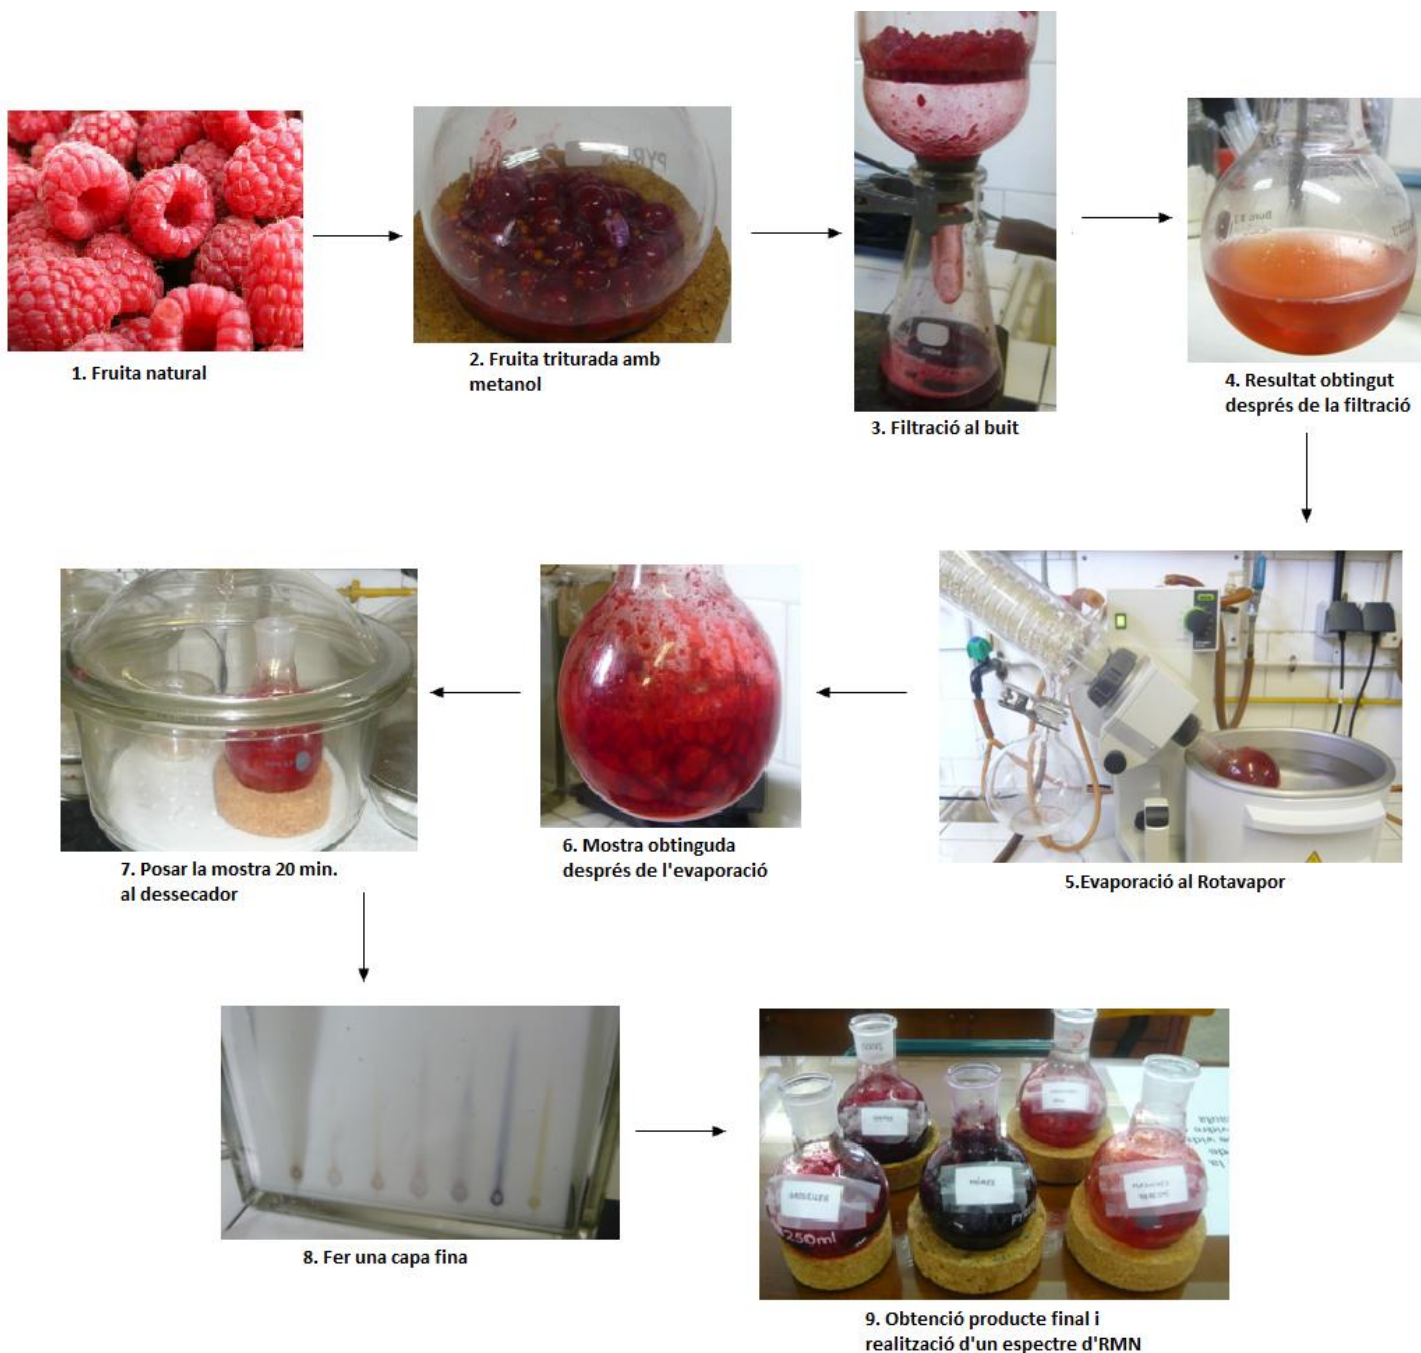 1. Fruita natural
PYR
2. Fruita triturada amb
metanol
3. Filtració al buit
4. Resultat obtingut
després de la filtració
5.Evaporació al Rotavapor
6. Mostra obtinguda
després de l'evaporació
7. Posar la mostra 20 min.
al dessecador
8. Fer una capa fina
250ml
9. Obtenció producte final i
realització d'un espectre d'RMN